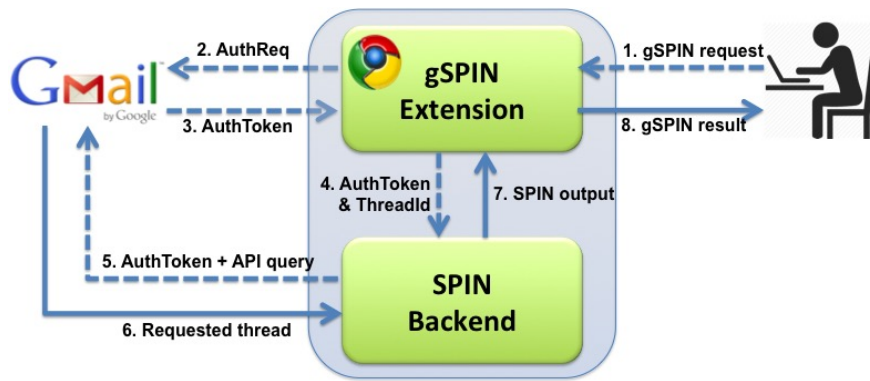 2. AuthReq
1. gSPIN request
Gmail
by Google
gSPIN
Extension
3. AuthToken
8. gSPIN result
4. AuthToken
& ThreadId
7. SPIN output
5. AuthToken + API query
SPIN
Backend
6. Requested thread